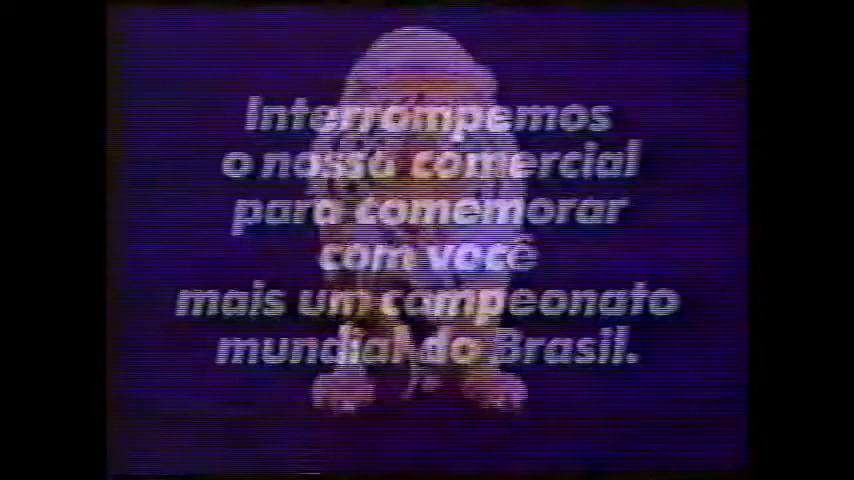 Interrompemos
o nosso comercial
para comemorar
com você
mais um campeonato
mundial do Brasil.